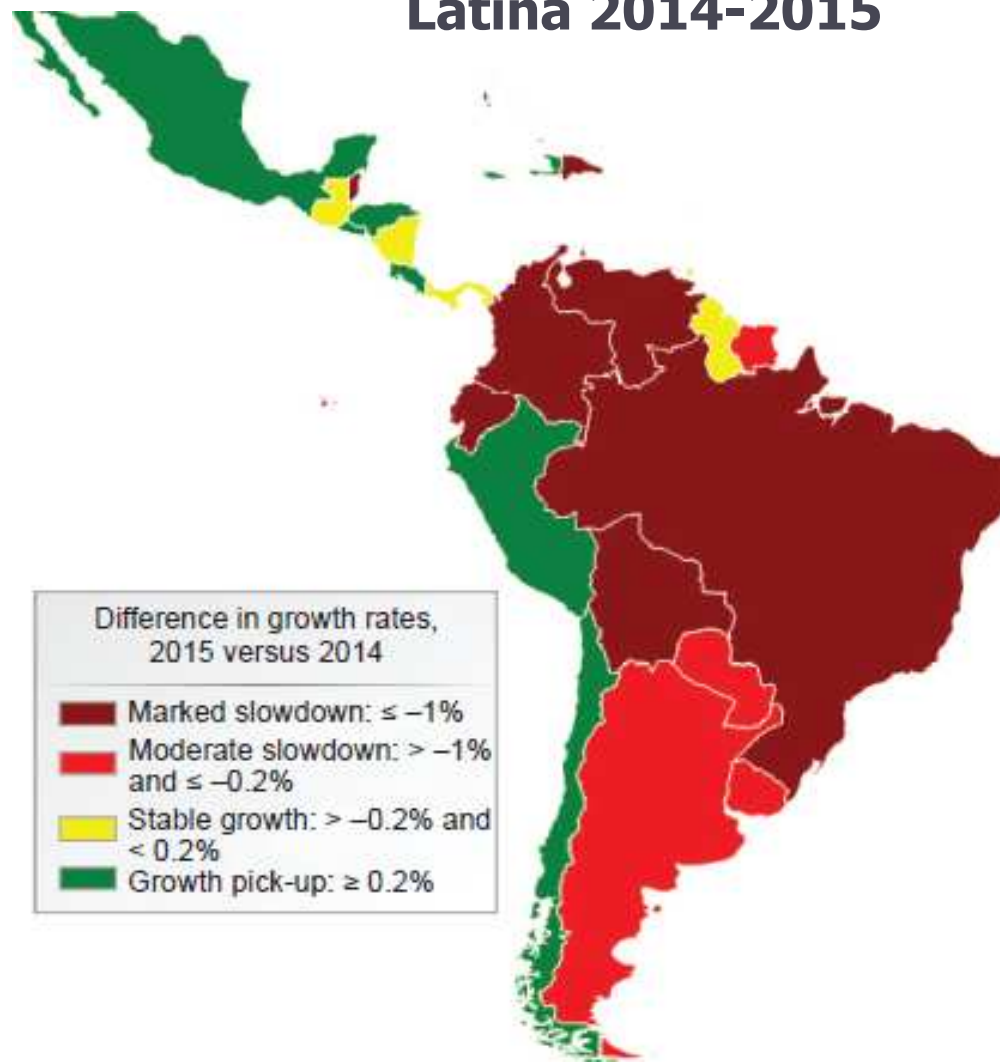 Latina 2014-2015
Difference in growth rates,
2015 versus 2014
Marked slowdown: ≤ –1%
Moderate slowdown: > –1%
and ≤ –0.2%
Stable growth: > –0.2% and
< 0.2%
Growth pick-up: ≥ 0.2%